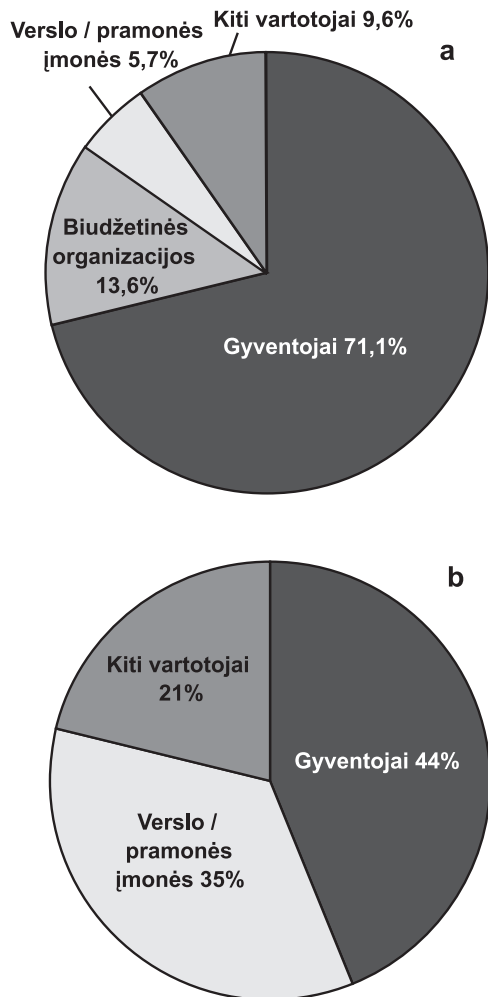 Kiti vartotojai 9,6%
Verslo / pramonės
įmonės 5,7%
a
Biudžetinės
organizacijos
13,6%
Gyventojai 71,1%
b
Kiti vartotojai
21%
Gyventojai 44%
Verslo /
pramonės
įmonės 35%